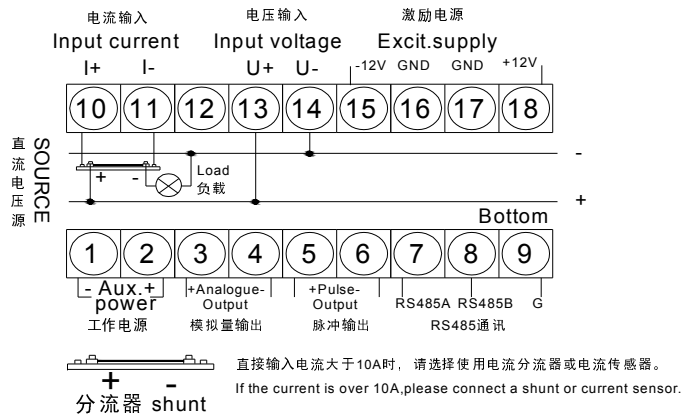 电流输入 电压输入 激励电源
Input current Input voltage Excit.supply
I+ I- U+ U- -12V GND GND +12V
10 11 12 13 14 15 16 17 18
直流电压源
SOURCE
-
+ - Load
负载
+
Bottom
1 2 3 4 5 6 7 8 9
- Aux.+ +Analogue- +Pulse-
power Output Output RS485A RS485B G
工作电源 模拟量输出 脉冲输出 RS485通讯
直接输入电流大于10A时，请选择使用电流分流器或电流传感器。
+ - If the current is over 10A,please connect a shunt or current sensor.
分流器 shunt